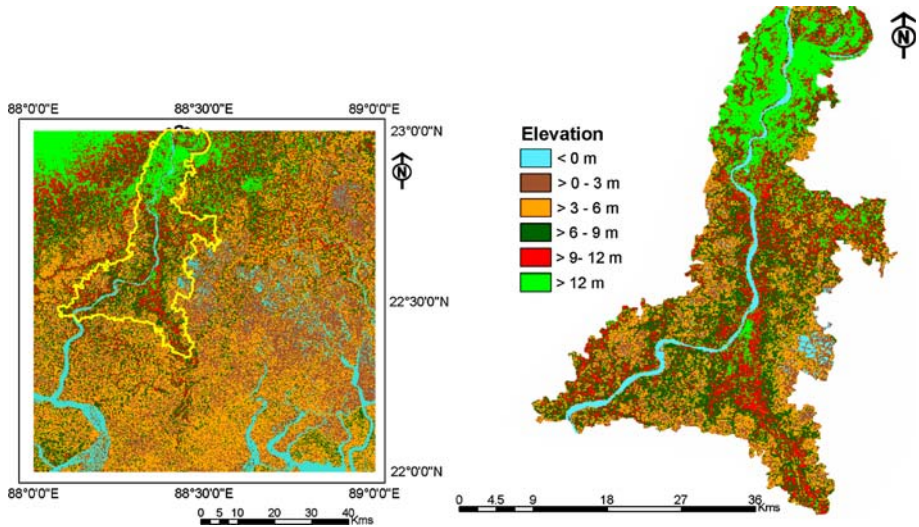 88°0'0"E 88°30'0"E 89°0'0"E
23°0'0"N
N
22°30'0"N
22°0'0"N
88°0'0"E 88°30'0"E 89°0'0"E
0 5 10 20 30 40
Kms
N
Elevation
< 0 m
> 0 - 3 m
> 3 - 6 m
> 6 - 9 m
> 9- 12 m
> 12 m
0 4.5 9 18 27 36
Kms